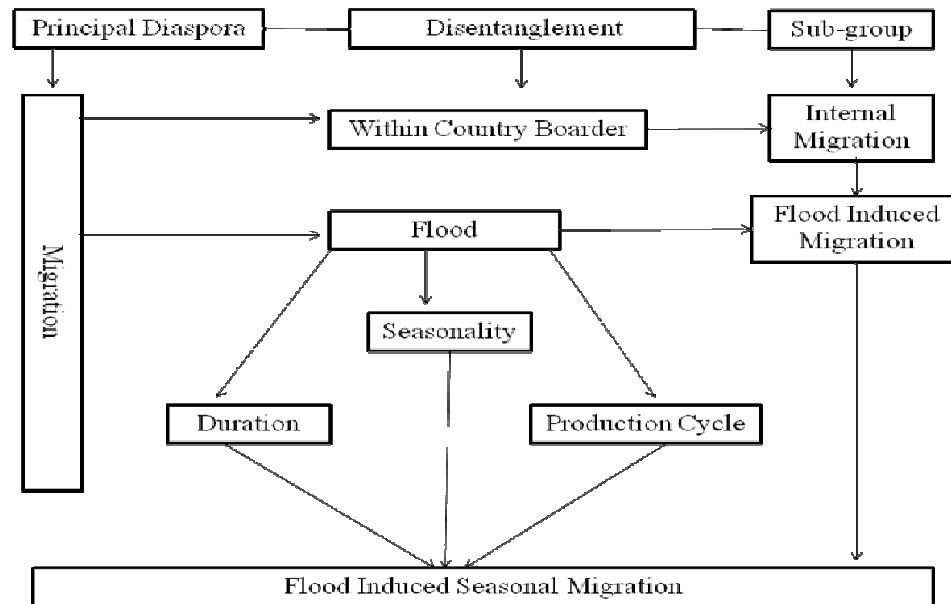 Principal Diaspora
Disentanglement
Sub-group
Migration
Within Country Boarder
Internal
Migration
Flood
Flood Induced
Migration
Seasonality
Duration
Production Cycle
Flood Induced Seasonal Migration